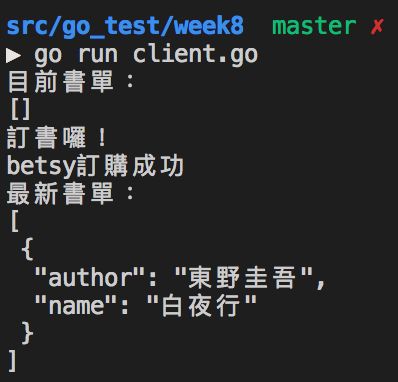 src/go_test/week8  master ✗
▶ go run client.go
目前書單：
[]
訂書囉！
betsy訂購成功
最新書單：
[
 {
  "author": "東野圭吾",
  "name": "白夜行"
 }
]